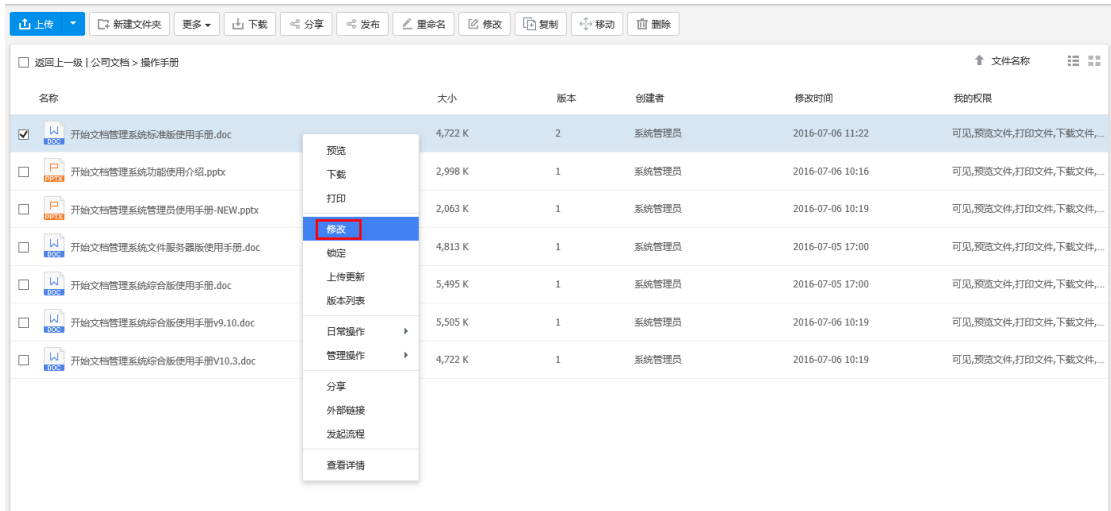 上传 新建文件夹 更多 下载 分享 发布 重命名 修改 复制 移动 删除
返回上一级 | 公司文档 > 操作手册 文件名称
名称 大小 版本 创建者 修改时间 我的权限
DOC 开始文档管理系统标准版使用手册.doc 4,722 K 2 系统管理员 2016-07-06 11:22 可见,预览文件,打印文件,下载文件,...
PPTX 开始文档管理系统功能使用介绍.pptx 2,998 K 1 系统管理员 2016-07-06 10:16 可见,预览文件,打印文件,下载文件,...
PPTX 开始文档管理系统管理员使用手册-NEW.pptx 2,063 K 1 系统管理员 2016-07-06 10:19 可见,预览文件,打印文件,下载文件,...
DOC 开始文档管理系统文件服务器版使用手册.doc 4,813 K 1 系统管理员 2016-07-05 17:00 可见,预览文件,打印文件,下载文件,...
DOC 开始文档管理系统综合版使用手册.doc 5,495 K 1 系统管理员 2016-07-05 17:00 可见,预览文件,打印文件,下载文件,...
DOC 开始文档管理系统综合版使用手册v9.10.doc 5,505 K 1 系统管理员 2016-07-06 10:19 可见,预览文件,打印文件,下载文件,...
DOC 开始文档管理系统综合版使用手册V10.3.doc 4,722 K 1 系统管理员 2016-07-06 10:19 可见,预览文件,打印文件,下载文件,...
预览
下载
打印
修改
锁定
上传更新
版本列表
日常操作
管理操作
分享
外部链接
发起流程
查看详情